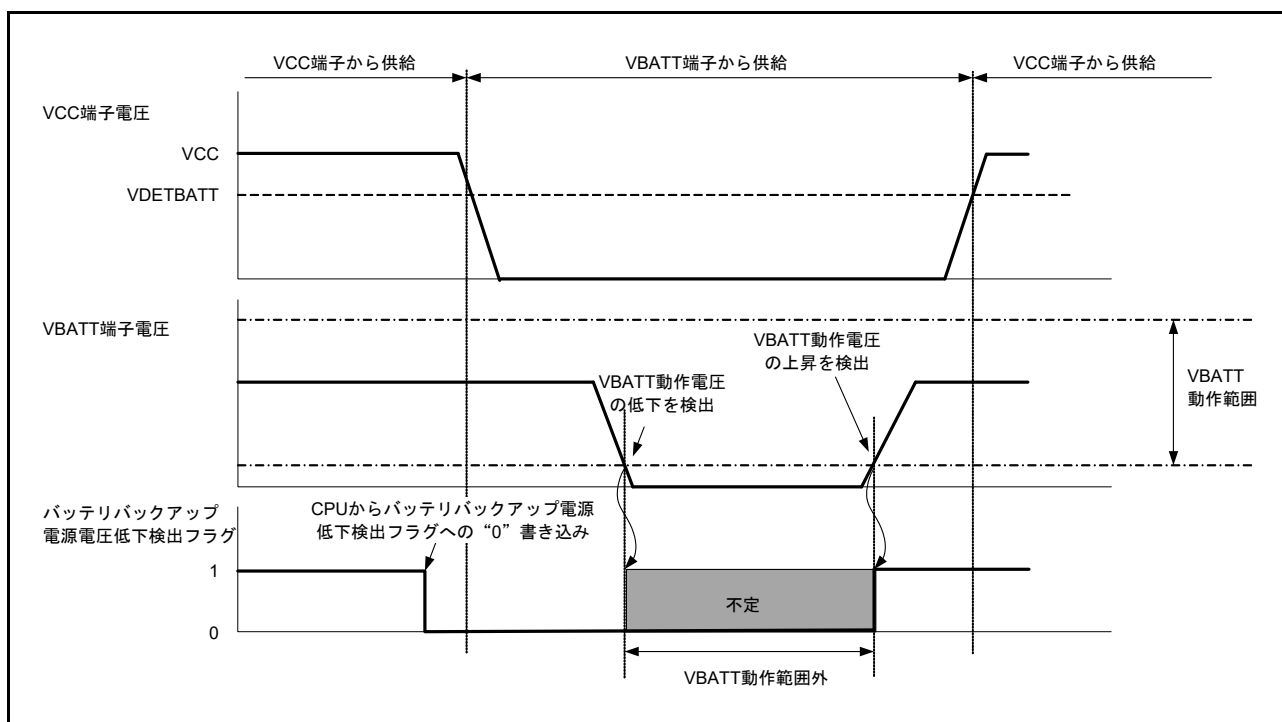 VCC端子から供給
VBATT端子から供給
VCC端子から供給
VCC端子電圧
VCC
VDETBATT
VBATT端子電圧
VBATT動作電圧
の低下を検出
VBATT動作電圧
の上昇を検出
VBATT
動作範囲
バッテリバックアップ
電源電圧低下検出フラグ
CPUからバッテリバックアップ電源
低下検出フラグへの“0”書き込み
1
不定
0
VBATT動作範囲外